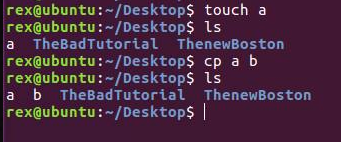 rex@ubuntu:~/Desktop$ touch a
rex@ubuntu:~/Desktop$ ls
a  TheBadTutorial  ThenewBoston
rex@ubuntu:~/Desktop$ cp a b
rex@ubuntu:~/Desktop$ ls
a  b  TheBadTutorial  ThenewBoston
rex@ubuntu:~/Desktop$